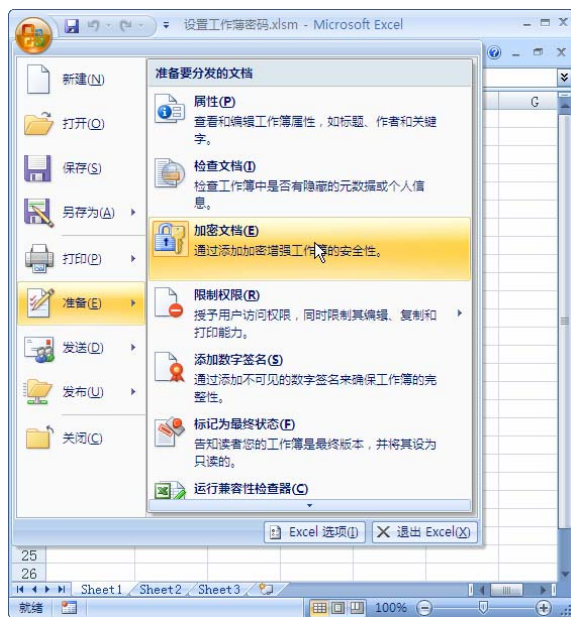 设置工作薄密码.xlsm - Microsoft Excel
新建(N)
打开(O)
保存(S)
另存为(A)
打印(P)
准备(E)
发送(D)
发布(U)
关闭(C)
准备要分发的文档
属性(P)
查看和编辑工作簿属性，如标题、作者和关键
字。
检查文档(I)
检查工作簿中是否有隐藏的元数据或个人信
息。
加密文档(E)
通过添加加密增强工作簿的安全性。
限制权限(R)
授予用户访问权限，同时限制其编辑、复制和
打印能力。
添加数字签名(S)
通过添加不可见的数字签名来确保工作簿的完
整性。
标记为最终状态(F)
告知读者您的工作簿是最终版本，并将其设为
只读的。
运行兼容性检查器(C)
Excel 选项(I) 退出 Excel(X)
G
25
26
Sheet1 Sheet2 Sheet3
就绪 100%